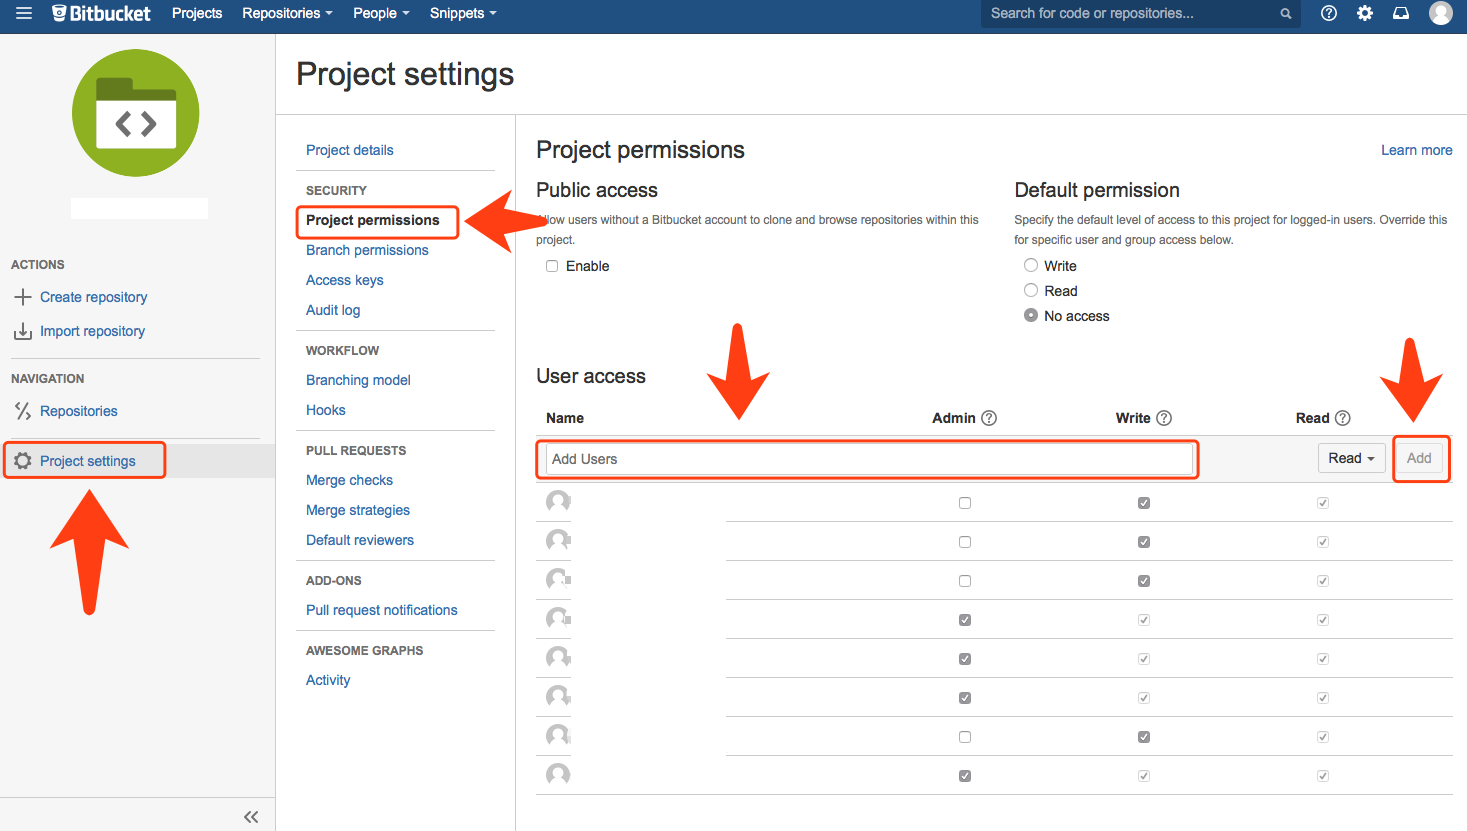 Bitbucket Projects Repositories People Snippets Search for code or repositories...
Project settings
ACTIONS
Create repository
Import repository
NAVIGATION
Repositories
Project settings
Project details
SECURITY
Project permissions
Branch permissions
Access keys
Audit log
WORKFLOW
Branching model
Hooks
PULL REQUESTS
Merge checks
Merge strategies
Default reviewers
ADD-ONS
Pull request notifications
AWESOME GRAPHS
Activity
Project permissions
Learn more
Public access
Allow users without a Bitbucket account to clone and browse repositories within this
project.
Enable
Default permission
Specify the default level of access to this project for logged-in users. Override this
for specific user and group access below.
Write
Read
No access
User access
Name Admin Write Read
Add Users Read Add